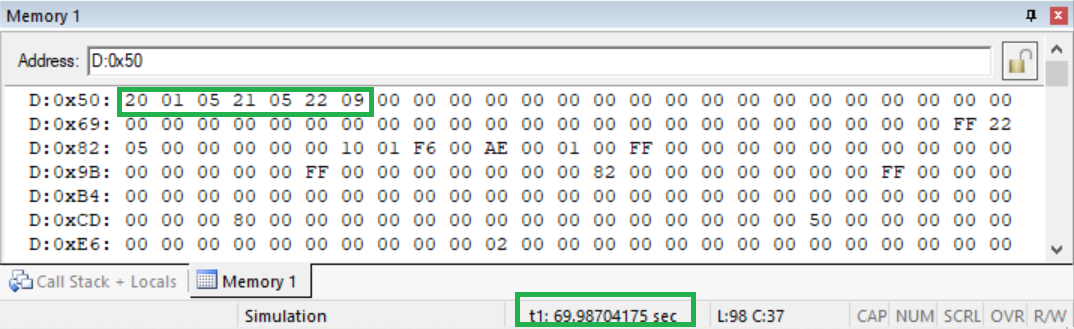 Memory 1
Address: D:0x50
D:0x50: 20 01 05 21 05 22 09 00 00 00 00 00 00 00 00 00 00 00 00 00 00 00 00 00 00
D:0x69: 00 00 00 00 00 00 00 00 00 00 00 00 00 00 00 00 00 00 00 00 00 00 00 FF 22
D:0x82: 05 00 00 00 00 00 10 01 F6 00 AE 00 01 00 FF 00 00 00 00 00 00 00 00 00 00
D:0x9B: 00 00 00 00 00 FF 00 00 00 00 00 00 00 82 00 00 00 00 00 00 00 FF 00 00 00
D:0xB4: 00 00 00 00 00 00 00 00 00 00 00 00 00 00 00 00 00 00 00 00 00 00 00 00 00
D:0xCD: 00 00 00 80 00 00 00 00 00 00 00 00 00 00 00 00 00 00 00 50 00 00 00 00 00
D:0xE6: 00 00 00 00 00 00 00 00 00 00 02 00 00 00 00 00 00 00 00 00 00 00 00 00 00
Call Stack + Locals Memory 1
Simulation t1: 69.98704175 sec L:98 C:37 CAP NUM SCRL OVR R/W